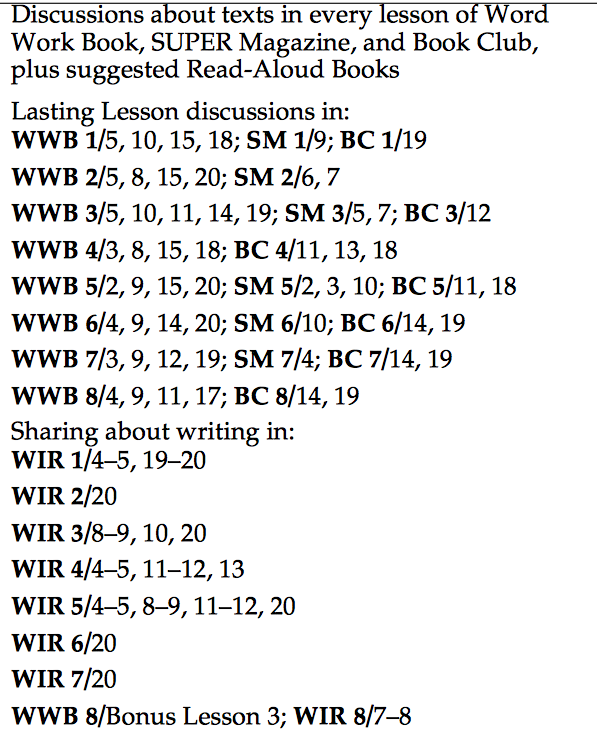 Discussions about texts in every lesson of Word
Work Book, SUPER Magazine, and Book Club,
plus suggested Read-Aloud Books
Lasting Lesson discussions in:
WWB 1/5, 10, 15, 18; SM 1/9; BC 1/19
WWB 2/5, 8, 15, 20; SM 2/6, 7
WWB 3/5, 10, 11, 14, 19; SM 3/5, 7; BC 3/12
WWB 4/3, 8, 15, 18; BC 4/11, 13, 18
WWB 5/2, 9, 15, 20; SM 5/2, 3, 10; BC 5/11, 18
WWB 6/4, 9, 14, 20; SM 6/10; BC 6/14, 19
WWB 7/3, 9, 12, 19; SM 7/4; BC 7/14, 19
WWB 8/4, 9, 11, 17; BC 8/14, 19
Sharing about writing in:
WIR 1/4–5, 19–20
WIR 2/20
WIR 3/8–9, 10, 20
WIR 4/4–5, 11–12, 13
WIR 5/4–5, 8–9, 11–12, 20
WIR 6/20
WIR 7/20
WWB 8/Bonus Lesson 3; WIR 8/7–8